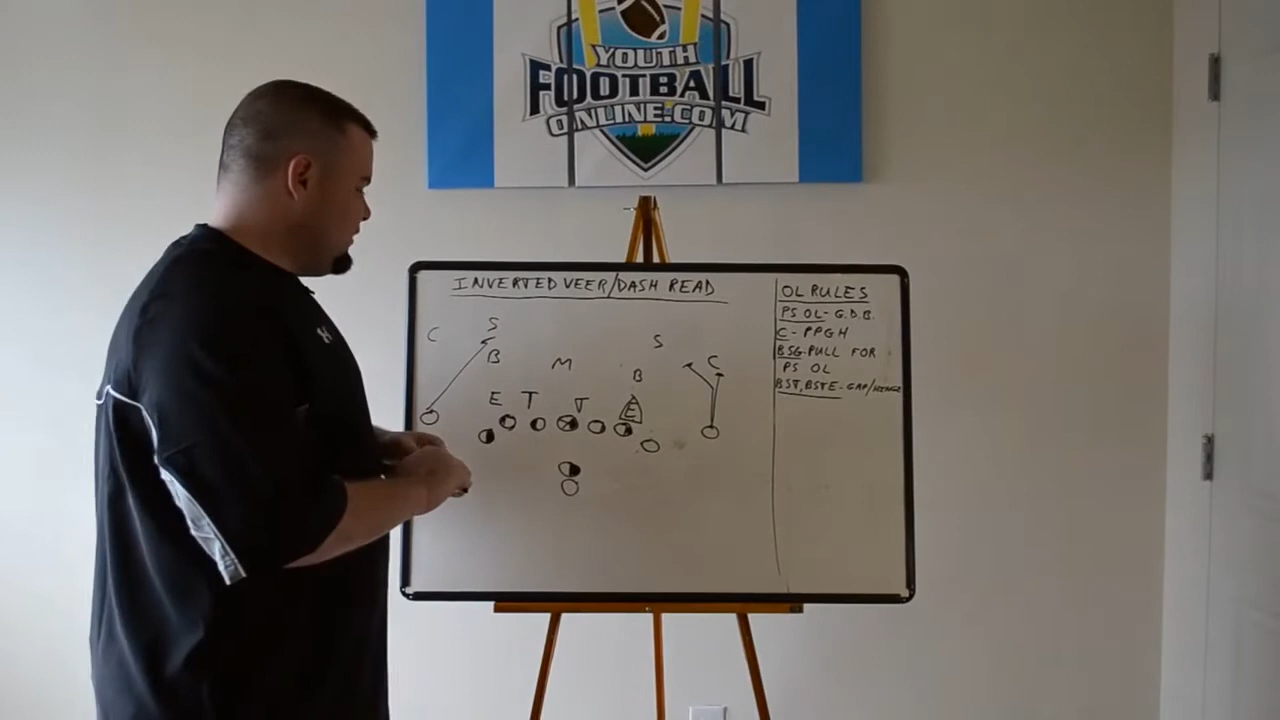 YOUTH
FOOTBALL
ONLINE.COM
INVERTED VEER/DASH READ
C S S C
B M B
E T T E
OL RULES
PS OL- G.D.B.
C - PPGH
BSG-PULL FOR
PS OL
BST, BSTE-GAP/HINGE